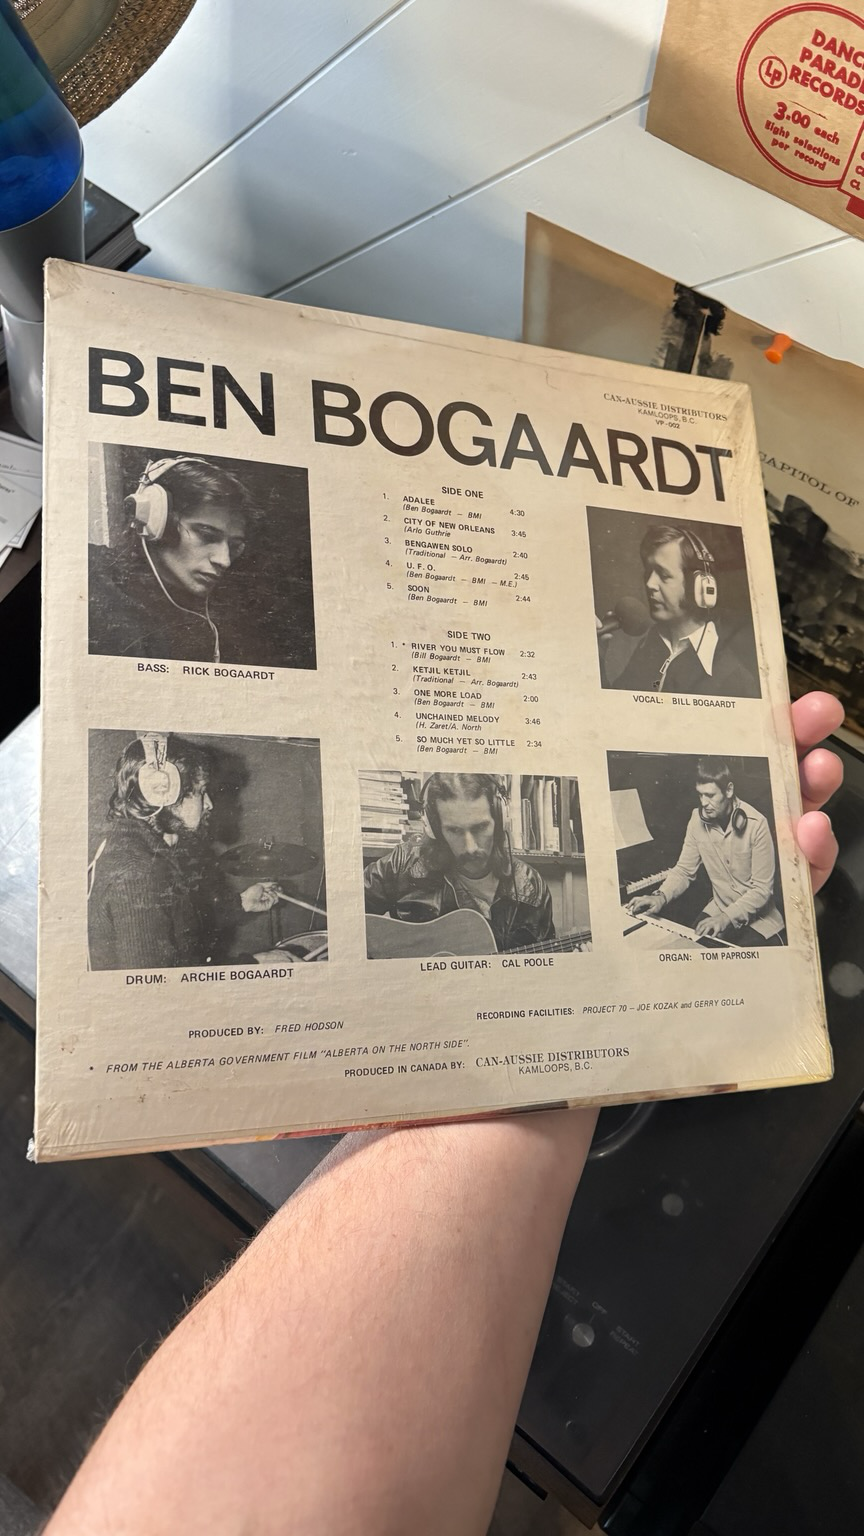 DANC
PARAD
Lp RECORDS
3.00 each
Eight selections
per record
CAPITOL OF
BEN BOGAARDT
CAN-AUSSIE DISTRIBUTORS
KAMLOOPS, B.C.
VP-002
SIDE ONE
1. ADALEE 4:30
(Ben Bogaardt — BMI
2. CITY OF NEW ORLEANS 3:45
(Arlo Guthrie
3. BENGAWEN SOLO 2:40
(Traditional — Arr. Bogaardt)
4. U. F. O. 2:45
(Ben Bogaardt — BMI — M.E.)
5. SOON 2:44
(Ben Bogaardt — BMI
SIDE TWO
1. * RIVER YOU MUST FLOW 2:32
(Bill Bogaardt — BMI
2. KETJIL KETJIL 2:43
(Traditional — Arr. Bogaardt)
3. ONE MORE LOAD 2:00
(Ben Bogaardt — BMI
4. UNCHAINED MELODY 3:46
(H. Zaret/A. North
5. SO MUCH YET SO LITTLE 2:34
(Ben Bogaardt — BMI
BASS: RICK BOGAARDT
VOCAL: BILL BOGAARDT
DRUM: ARCHIE BOGAARDT
LEAD GUITAR: CAL POOLE
ORGAN: TOM PAPROSKI
PRODUCED BY: FRED HODSON
RECORDING FACILITIES: PROJECT 70 – JOE KOZAK and GERRY GOLLA
* FROM THE ALBERTA GOVERNMENT FILM "ALBERTA ON THE NORTH SIDE".
PRODUCED IN CANADA BY: CAN-AUSSIE DISTRIBUTORS
KAMLOOPS, B.C.